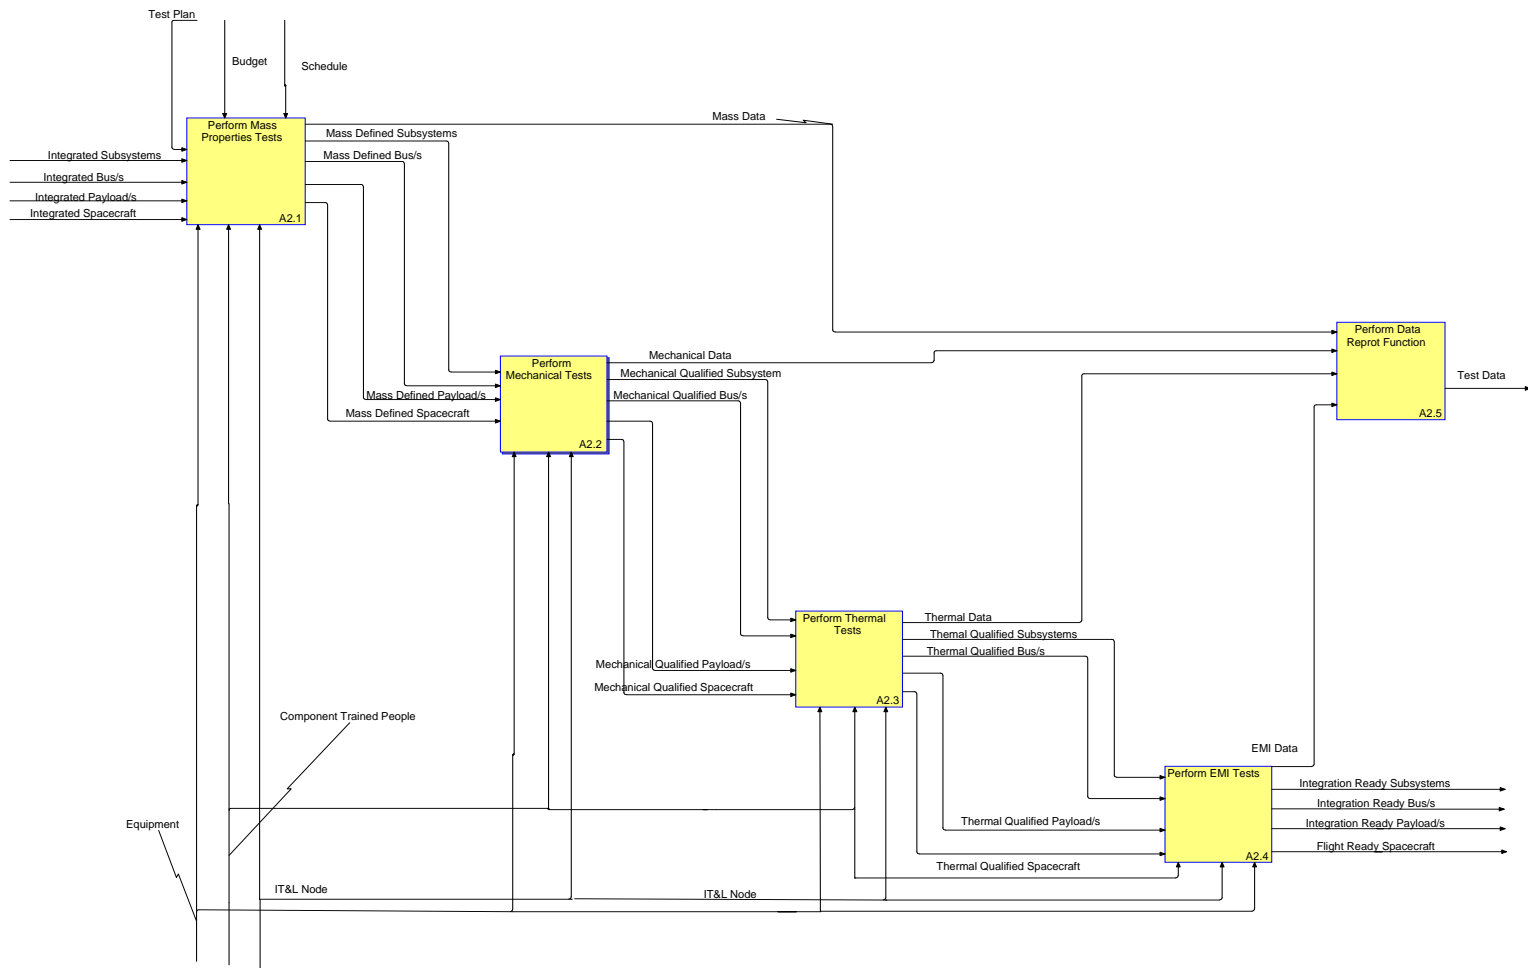 Test Plan
Budget
Schedule
Perform Mass
Properties Tests
A2.1
Integrated Subsystems
Integrated Bus/s
Integrated Payload/s
Integrated Spacecraft
Mass Data
Mass Defined Subsystems
Mass Defined Bus/s
Mass Defined Payload/s
Mass Defined Spacecraft
Perform
Mechanical Tests
A2.2
Mechanical Data
Mechanical Qualified Subsystem
Mechanical Qualified Bus/s
Mechanical Qualified Payload/s
Mechanical Qualified Spacecraft
Perform Data
Reprot Function
A2.5
Test Data
Perform Thermal
Tests
A2.3
Thermal Data
Themal Qualified Subsystems
Thermal Qualified Bus/s
Thermal Qualified Payload/s
Thermal Qualified Spacecraft
EMI Data
Perform EMI Tests
A2.4
Integration Ready Subsystems
Integration Ready Bus/s
Integration Ready Payload/s
Flight Ready Spacecraft
Component Trained People
Equipment
IT&L Node
IT&L Node